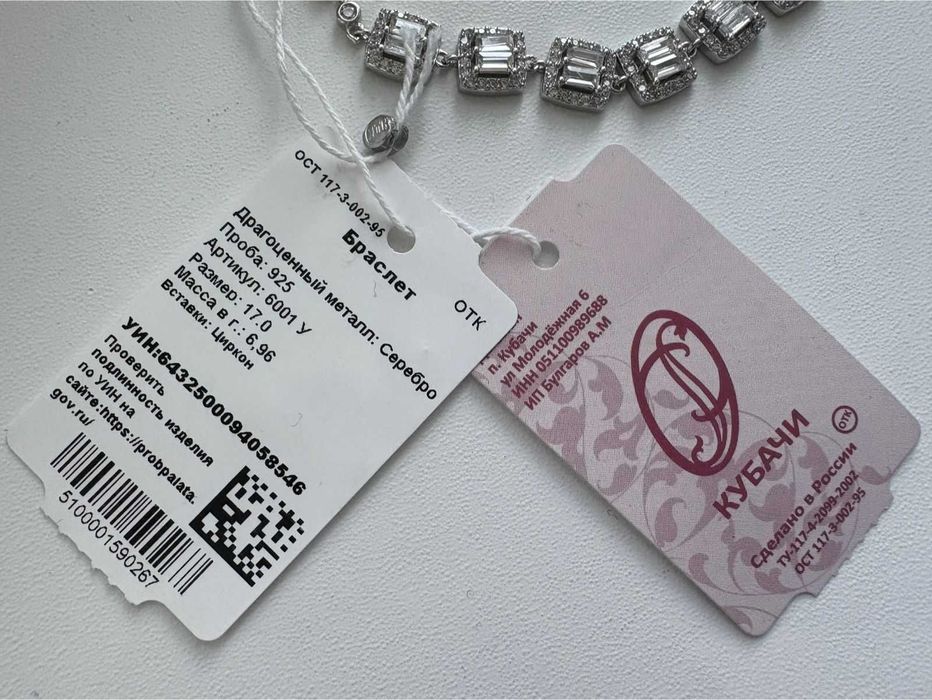 ОСТ 117-3-002-95
Браслет
ОТК
Драгоценный металл: Серебро
Проба: 925
Артикул: 6001 У
Размер: 17.0
Масса в г.: 6,96
Вставки: Циркон
УИН:6432500094058546
Проверить
подлинность изделия
по УИН на
сайте:https://probpalata.
gov.ru/
5100001590267
п. Кубачи
ул Молодёжная 6
ИНН 051100989688
ИП Булгаров А.М
КУБАЧИ
ОТК
Сделано в России
ТУ-117-4-2099-2002
ОСТ 117-3-002-95